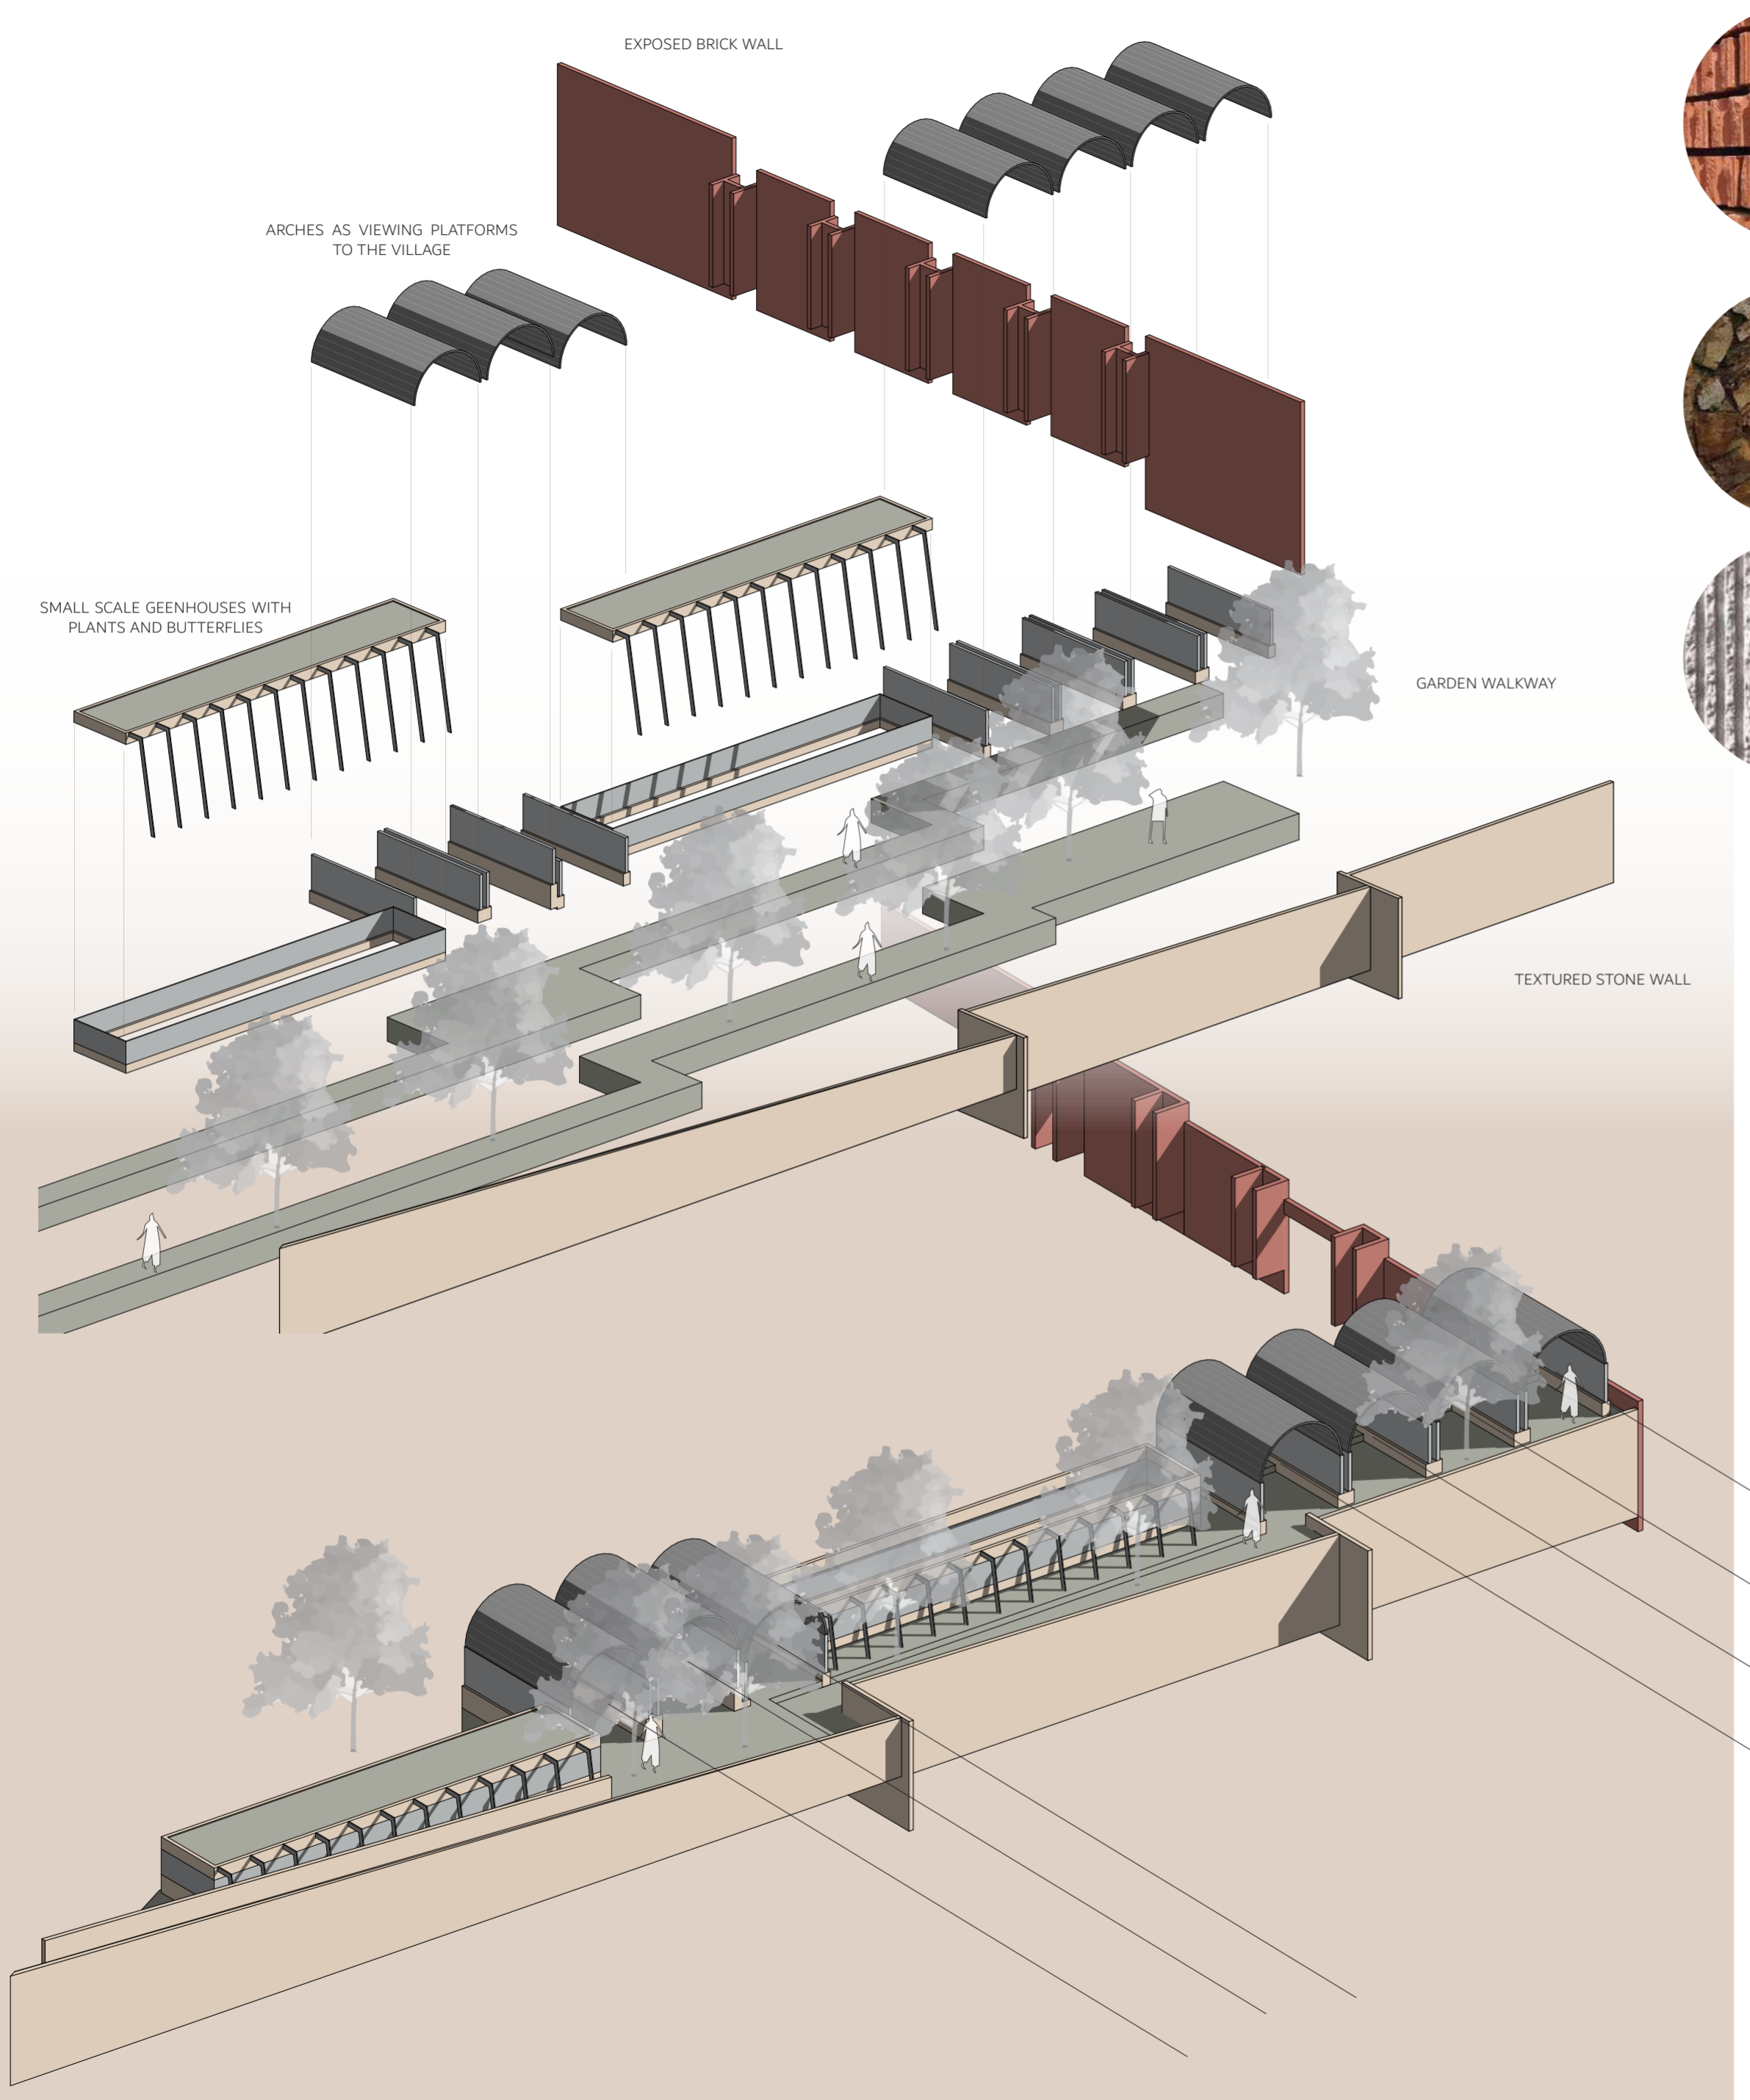 EXPOSED BRICK WALL
ARCHES AS VIEWING PLATFORMS
TO THE VILLAGE
SMALL SCALE GEENHOUSES WITH
PLANTS AND BUTTERFLIES
GARDEN WALKWAY
TEXTURED STONE WALL